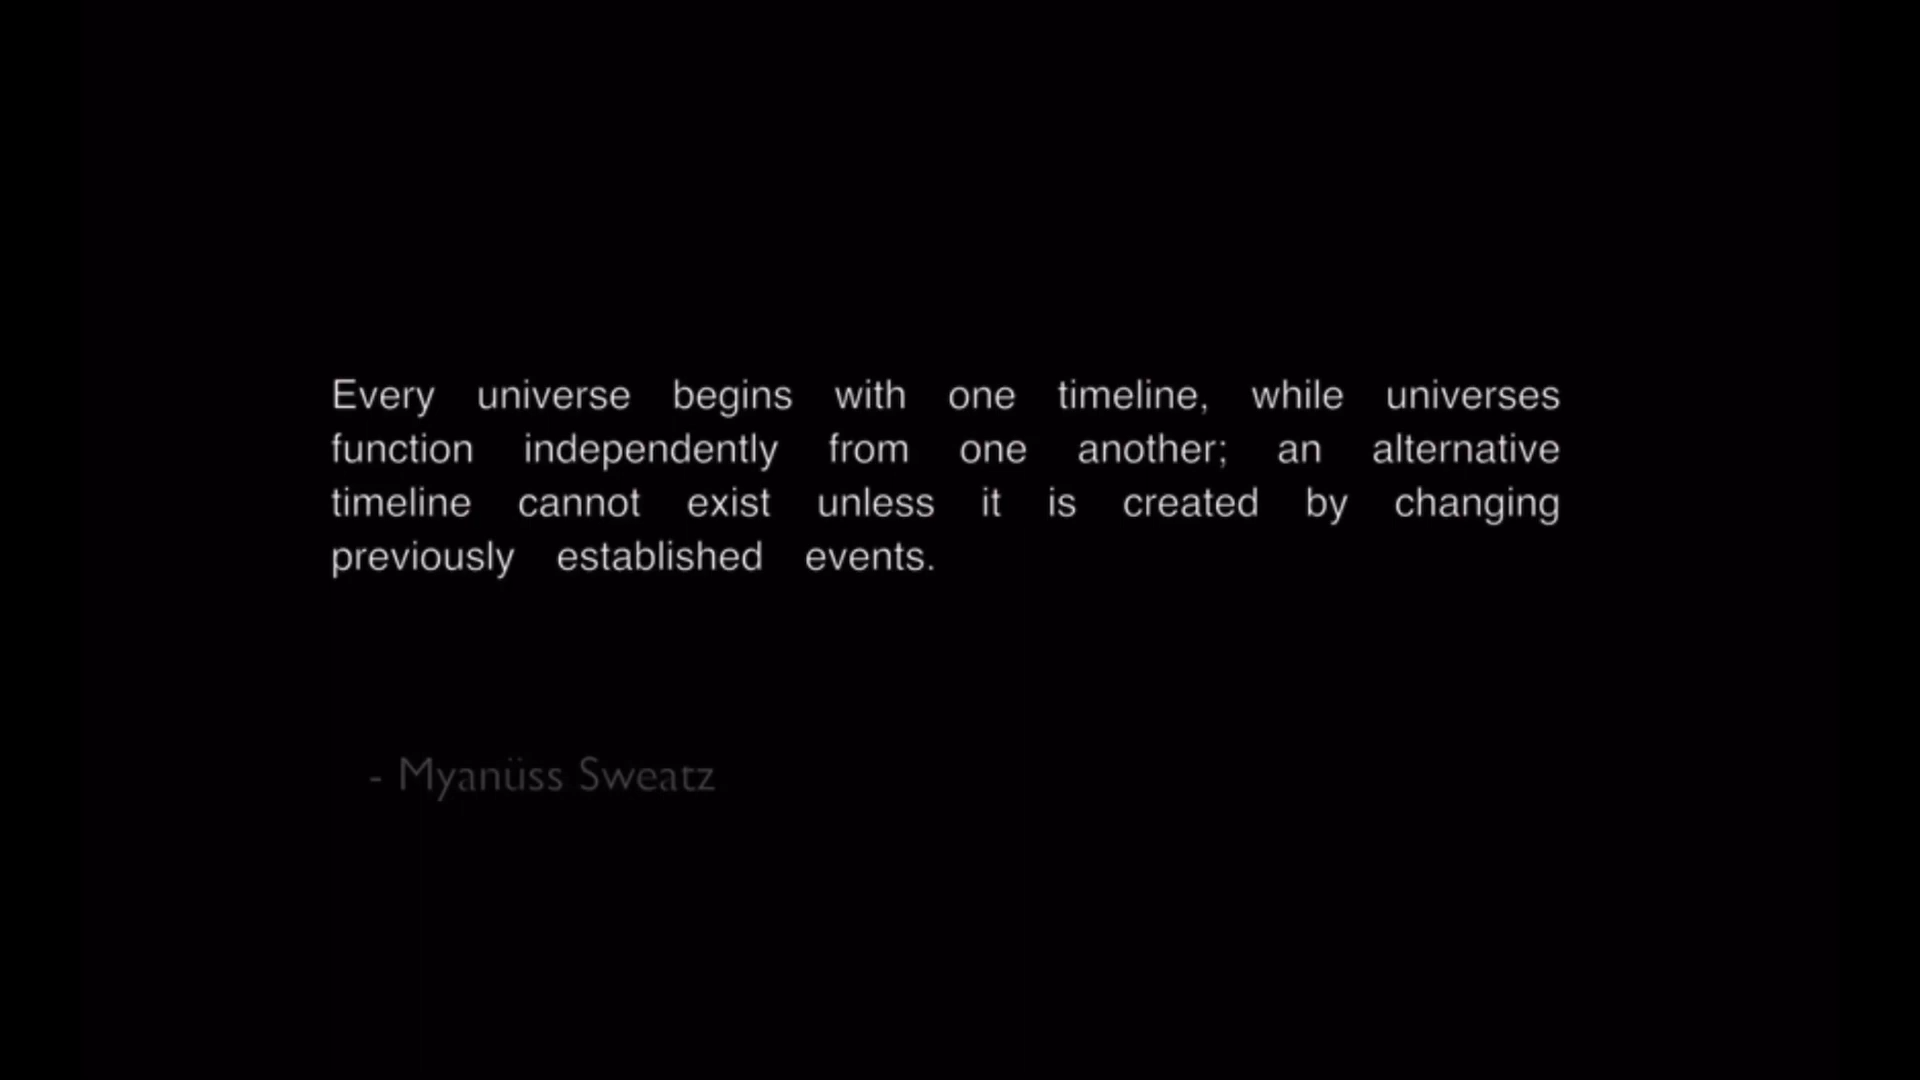 Every universe begins with one timeline, while universes
function independently from one another; an alternative
timeline cannot exist unless it is created by changing
previously established events.
- Myanüss Sweatz